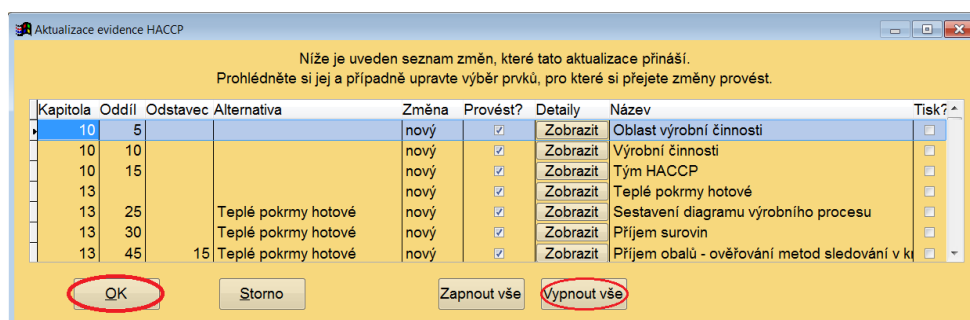 Aktualizace evidence HACCP
Níže je uveden seznam změn, které tato aktualizace přináší.
Prohlédněte si jej a případně upravte výběr prvků, pro které si přejete změny provést.
Kapitola Oddíl Odstavec Alternativa Změna Provést? Detaily Název Tisk?
10 5 nový Zobrazit Oblast výrobní činnosti
10 10 nový Zobrazit Výrobní činnosti
10 15 nový Zobrazit Tým HACCP
13 nový Zobrazit Teplé pokrmy hotové
13 25 Teplé pokrmy hotové nový Zobrazit Sestavení diagramu výrobního procesu
13 30 Teplé pokrmy hotové nový Zobrazit Příjem surovin
13 45 15 Teplé pokrmy hotové nový Zobrazit Příjem obalů - ověřování metod sledování v
OK Storno Zapnout vše Vypnout vše